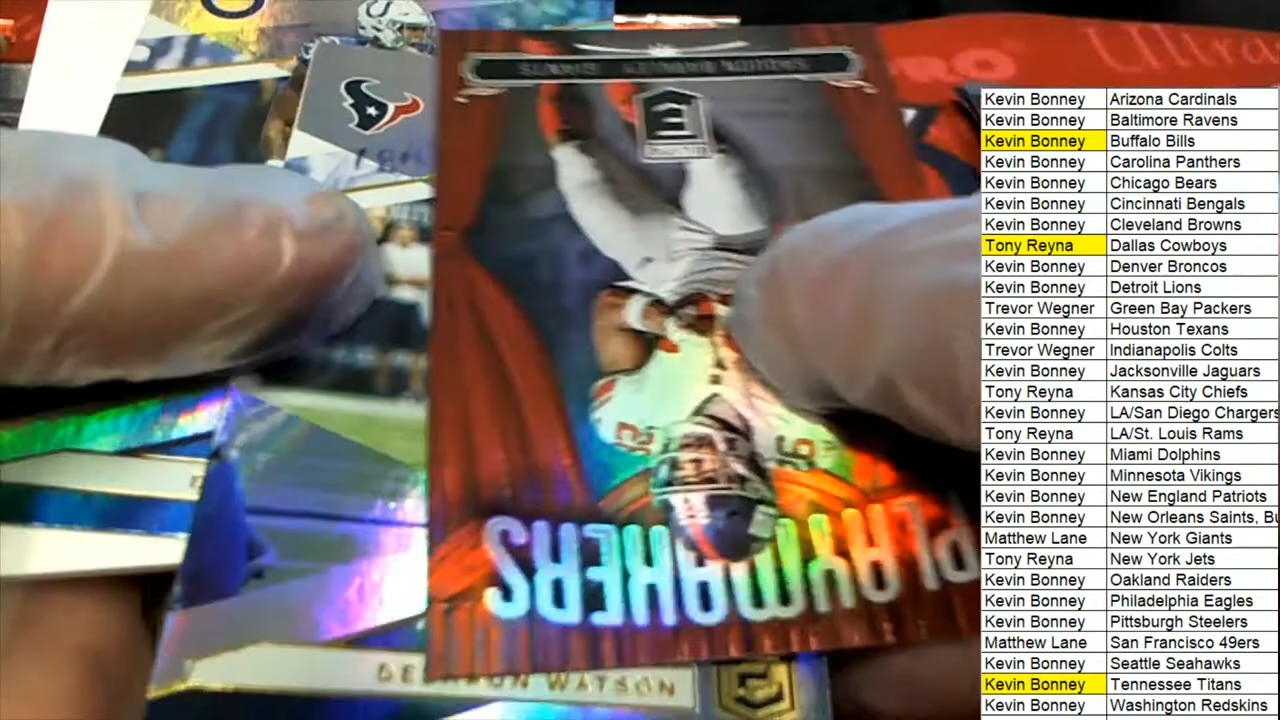 PRO Ultra
PLAYMAKERS
DESHAUN WATSON
Kevin Bonney Arizona Cardinals
Kevin Bonney Baltimore Ravens
Kevin Bonney Buffalo Bills
Kevin Bonney Carolina Panthers
Kevin Bonney Chicago Bears
Kevin Bonney Cincinnati Bengals
Kevin Bonney Cleveland Browns
Tony Reyna Dallas Cowboys
Kevin Bonney Denver Broncos
Kevin Bonney Detroit Lions
Trevor Wegner Green Bay Packers
Kevin Bonney Houston Texans
Trevor Wegner Indianapolis Colts
Kevin Bonney Jacksonville Jaguars
Tony Reyna Kansas City Chiefs
Kevin Bonney LA/San Diego Chargers
Tony Reyna LA/St. Louis Rams
Kevin Bonney Miami Dolphins
Kevin Bonney Minnesota Vikings
Kevin Bonney New England Patriots
Kevin Bonney New Orleans Saints, B
Matthew Lane New York Giants
Tony Reyna New York Jets
Kevin Bonney Oakland Raiders
Kevin Bonney Philadelphia Eagles
Kevin Bonney Pittsburgh Steelers
Matthew Lane San Francisco 49ers
Kevin Bonney Seattle Seahawks
Kevin Bonney Tennessee Titans
Kevin Bonney Washington Redskins